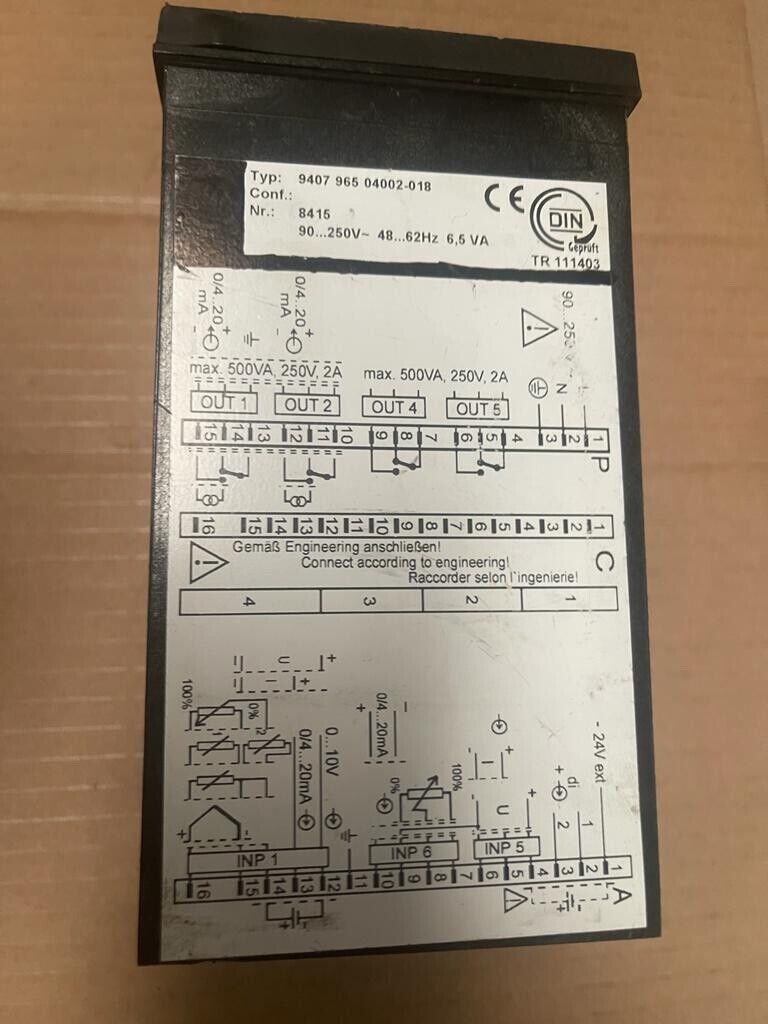 Typ: 9407 965 04002-018
Conf.:
Nr.: 8415
90...250V~ 48...62Hz 6,5 VA
CE
DIN
Geprüft
TR 111403
0/4..20 mA
+
-
0/4..20 mA
+
-
90...250V~
max. 500VA, 250V, 2A
max. 500VA, 250V, 2A
N
L
OUT 1
OUT 2
OUT 4
OUT 5
15 14 13 12 11 10 9 8 7 6 5 4 3 2 1
P
16 15 14 13 12 11 10 9 8 7 6 5 4 3 2 1
C
Gemäß Engineering anschließen!
Connect according to engineering!
Raccorder selon l`ingenierie!
4 3 2 1
- U +
- I +
100%
0%
1
2
0/4...20mA
0...10V
- +
0/4...20mA
0%
100%
+
I
U
+
- 24V ext
di
+
2
1
+ -
INP 1
INP 6
INP 5
16 15 14 13 12 11 10 9 8 7 6 5 4 3 2 1
A
+ -
+ -